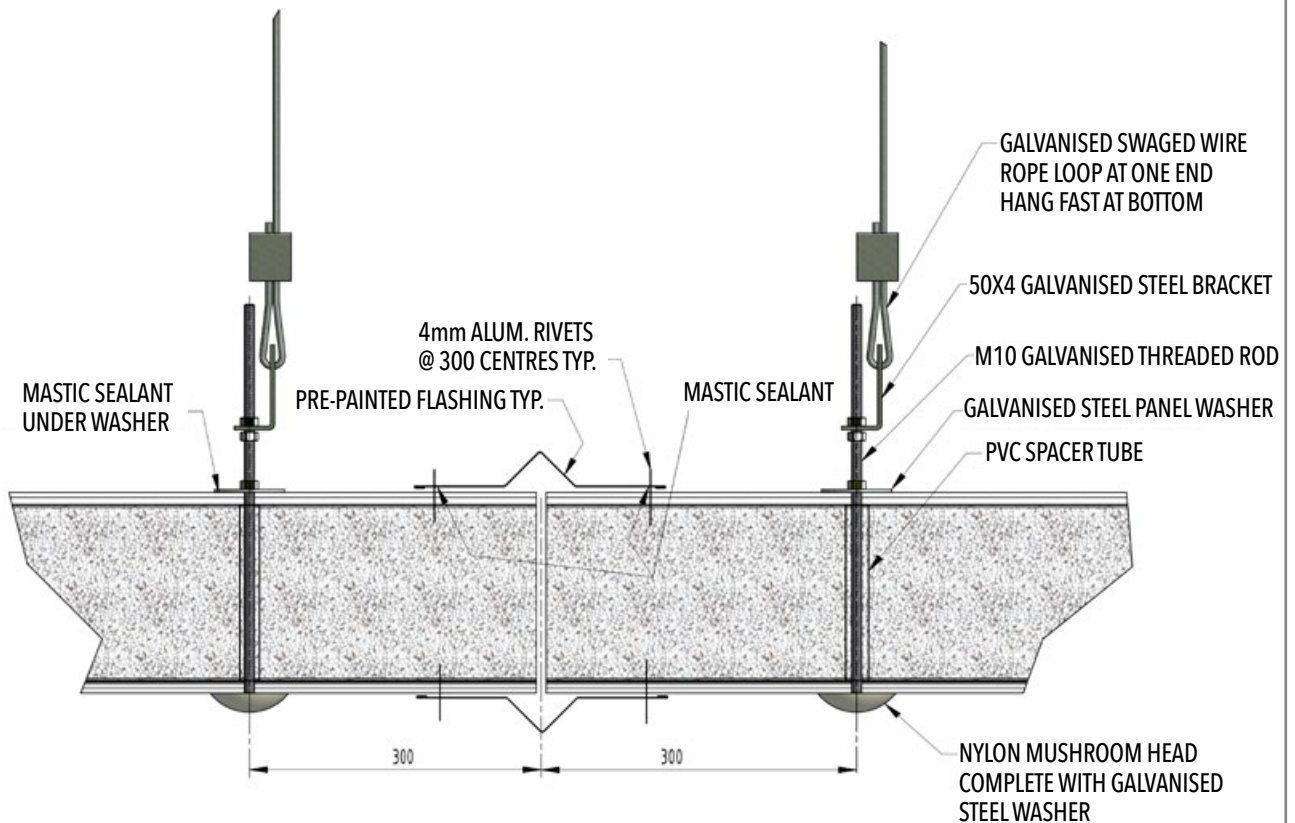 GALVANISED SWAGED WIRE
ROPE LOOP AT ONE END
HANG FAST AT BOTTOM
50X4 GALVANISED STEEL BRACKET
4mm ALUM. RIVETS
@ 300 CENTRES TYP.
M10 GALVANISED THREADED ROD
MASTIC SEALANT
UNDER WASHER
PRE-PAINTED FLASHING TYP.
MASTIC SEALANT
GALVANISED STEEL PANEL WASHER
PVC SPACER TUBE
300
300
NYLON MUSHROOM HEAD
COMPLETE WITH GALVANISED
STEEL WASHER